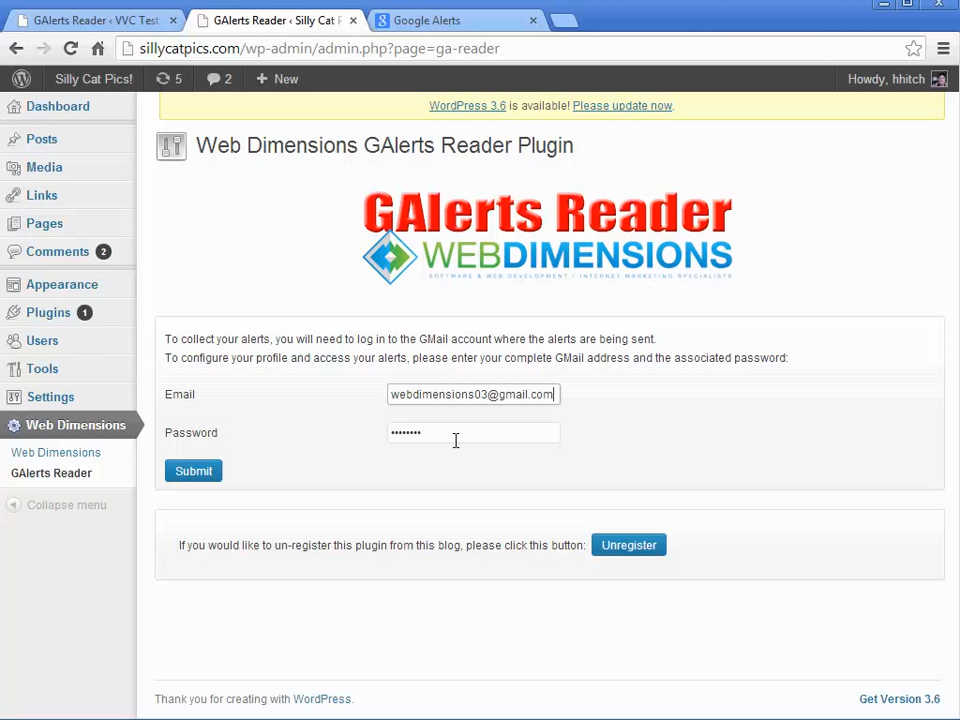 GAlerts Reader ‹ VVC Test
GAlerts Reader ‹ Silly Cat P
Google Alerts
sillycatpics.com/wp-admin/admin.php?page=ga-reader
Silly Cat Pics!
5
2
New
Howdy, hhitch
Dashboard
Posts
Media
Links
Pages
Comments 2
Appearance
Plugins 1
Users
Tools
Settings
Web Dimensions
Web Dimensions
GAlerts Reader
Collapse menu
WordPress 3.6 is available! Please update now.
Web Dimensions GAlerts Reader Plugin
GAlerts Reader
WEBDIMENSIONS
SOFTWARE & WEB DEVELOPMENT / INTERNET MARKETING SPECIALISTS
To collect your alerts, you will need to log in to the GMail account where the alerts are being sent.
To configure your profile and access your alerts, please enter your complete GMail address and the associated password:
Email
webdimensions03@gmail.com
Password
••••••••
Submit
If you would like to un-register this plugin from this blog, please click this button: Unregister
Thank you for creating with WordPress.
Get Version 3.6